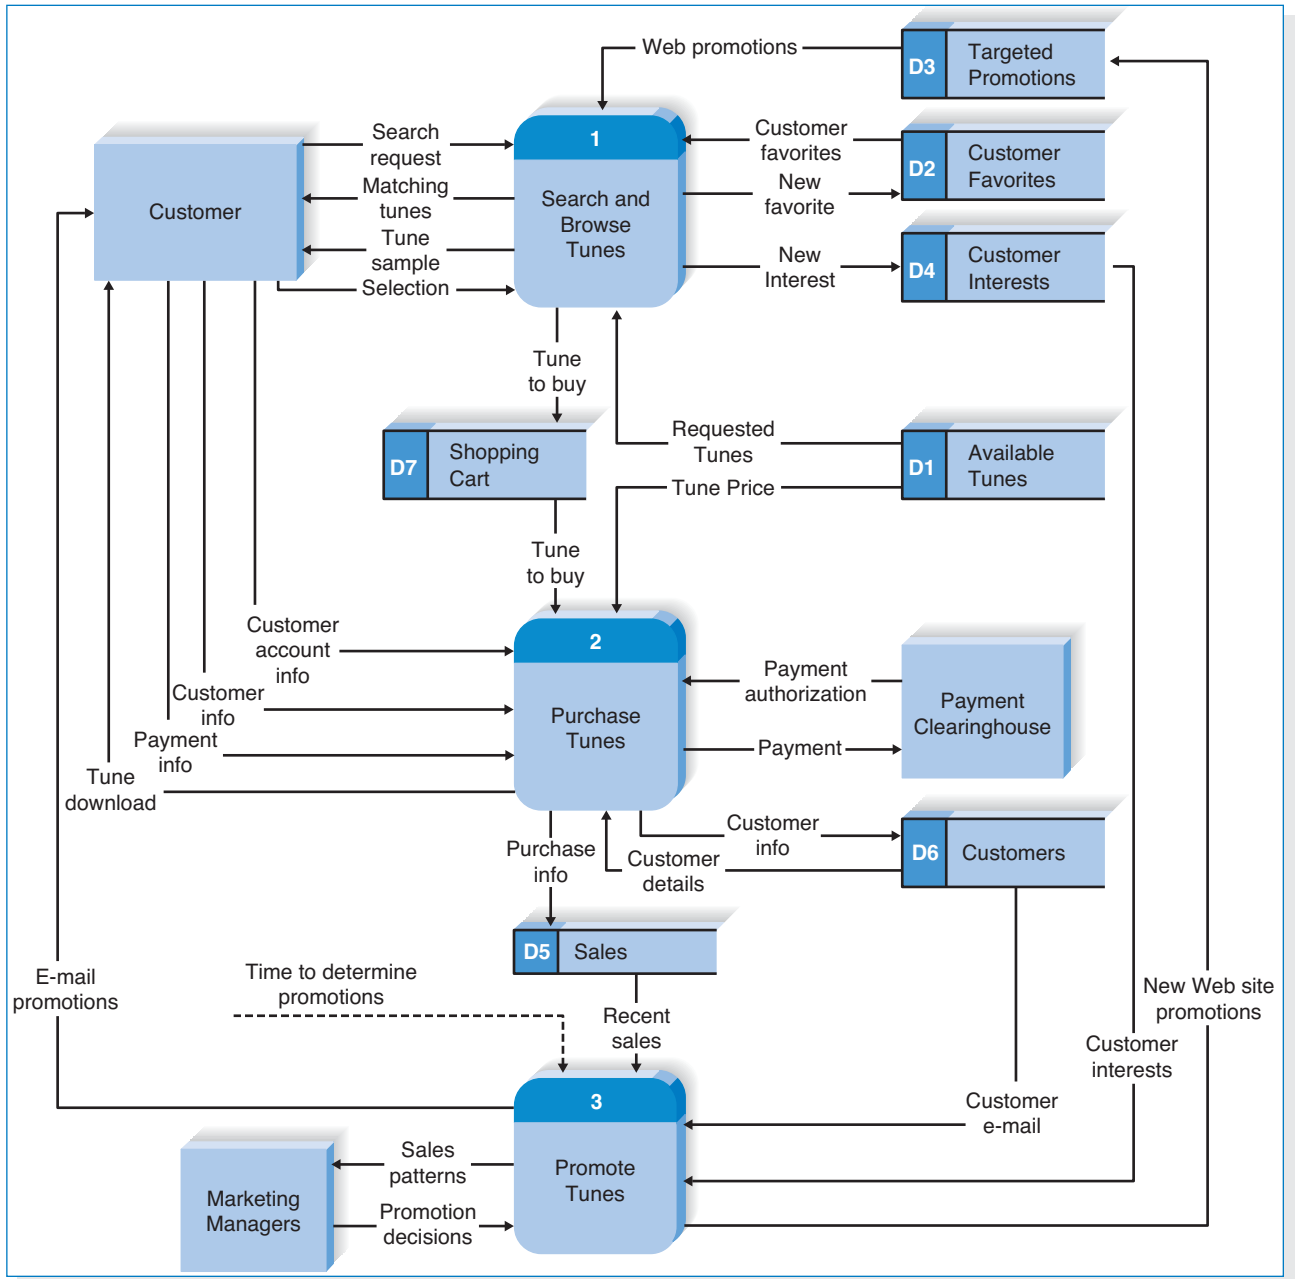 Web promotions
D3
Targeted
Promotions
Customer
Search
request
Matching
tunes
Tune
sample
Selection
1
Search and
Browse
Tunes
Customer
favorites
New
favorite
New
Interest
D2
Customer
Favorites
D4
Customer
Interests
Tune
to buy
D7
Shopping
Cart
Requested
Tunes
Tune Price
D1
Available
Tunes
Tune
to buy
Customer
account
info
Customer
info
Payment
info
Tune
download
2
Purchase
Tunes
Payment
authorization
Payment
Payment
Clearinghouse
Purchase
info
Customer
info
Customer
details
D6
Customers
D5
Sales
E-mail
promotions
Time to determine
promotions
Recent
sales
New Web site
promotions
Customer
interests
Customer
e-mail
3
Promote
Tunes
Sales
patterns
Promotion
decisions
Marketing
Managers